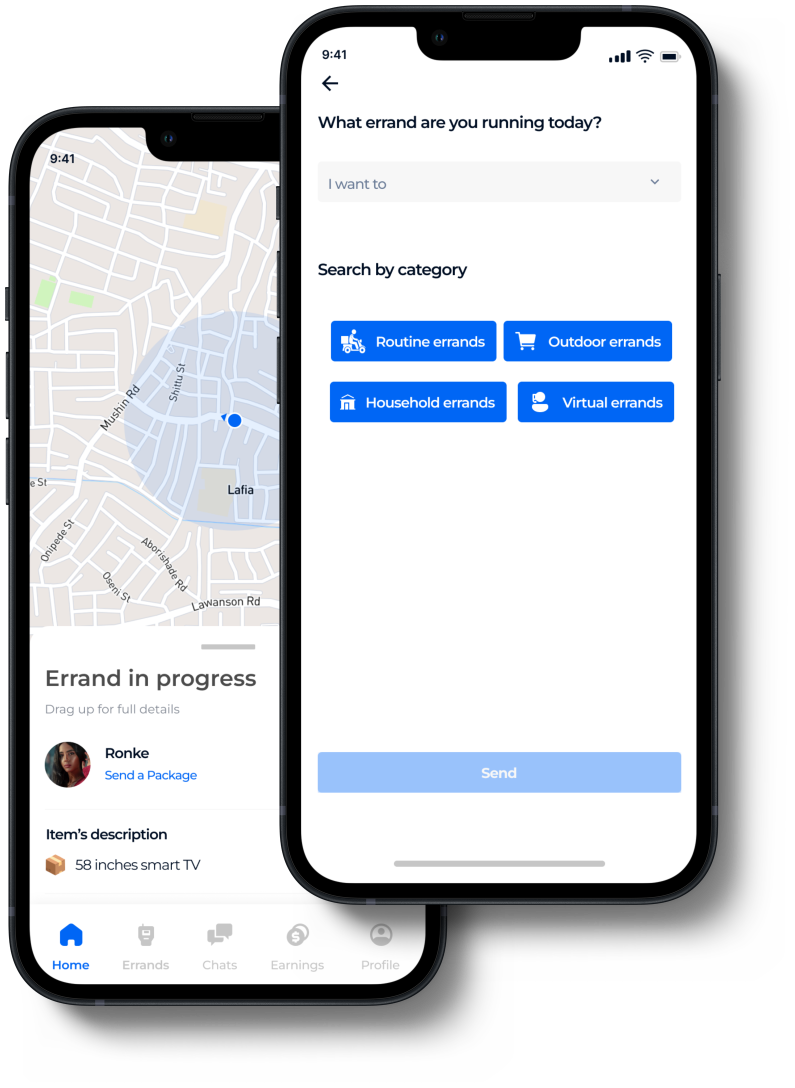 9:41
What errand are you running today?
I want to
Search by category
Routine errands
Outdoor errands
Household errands
Virtual errands
Send
9:41
Shittu St
Mushin Rd
Lafia
e St
Onipede St
Aborishade Rd
Oseni St
Lawanson Rd
Errand in progress
Drag up for full details
Ronke
Send a Package
Item's description
58 inches smart TV
Home
Errands
Chats
Earnings
Profile